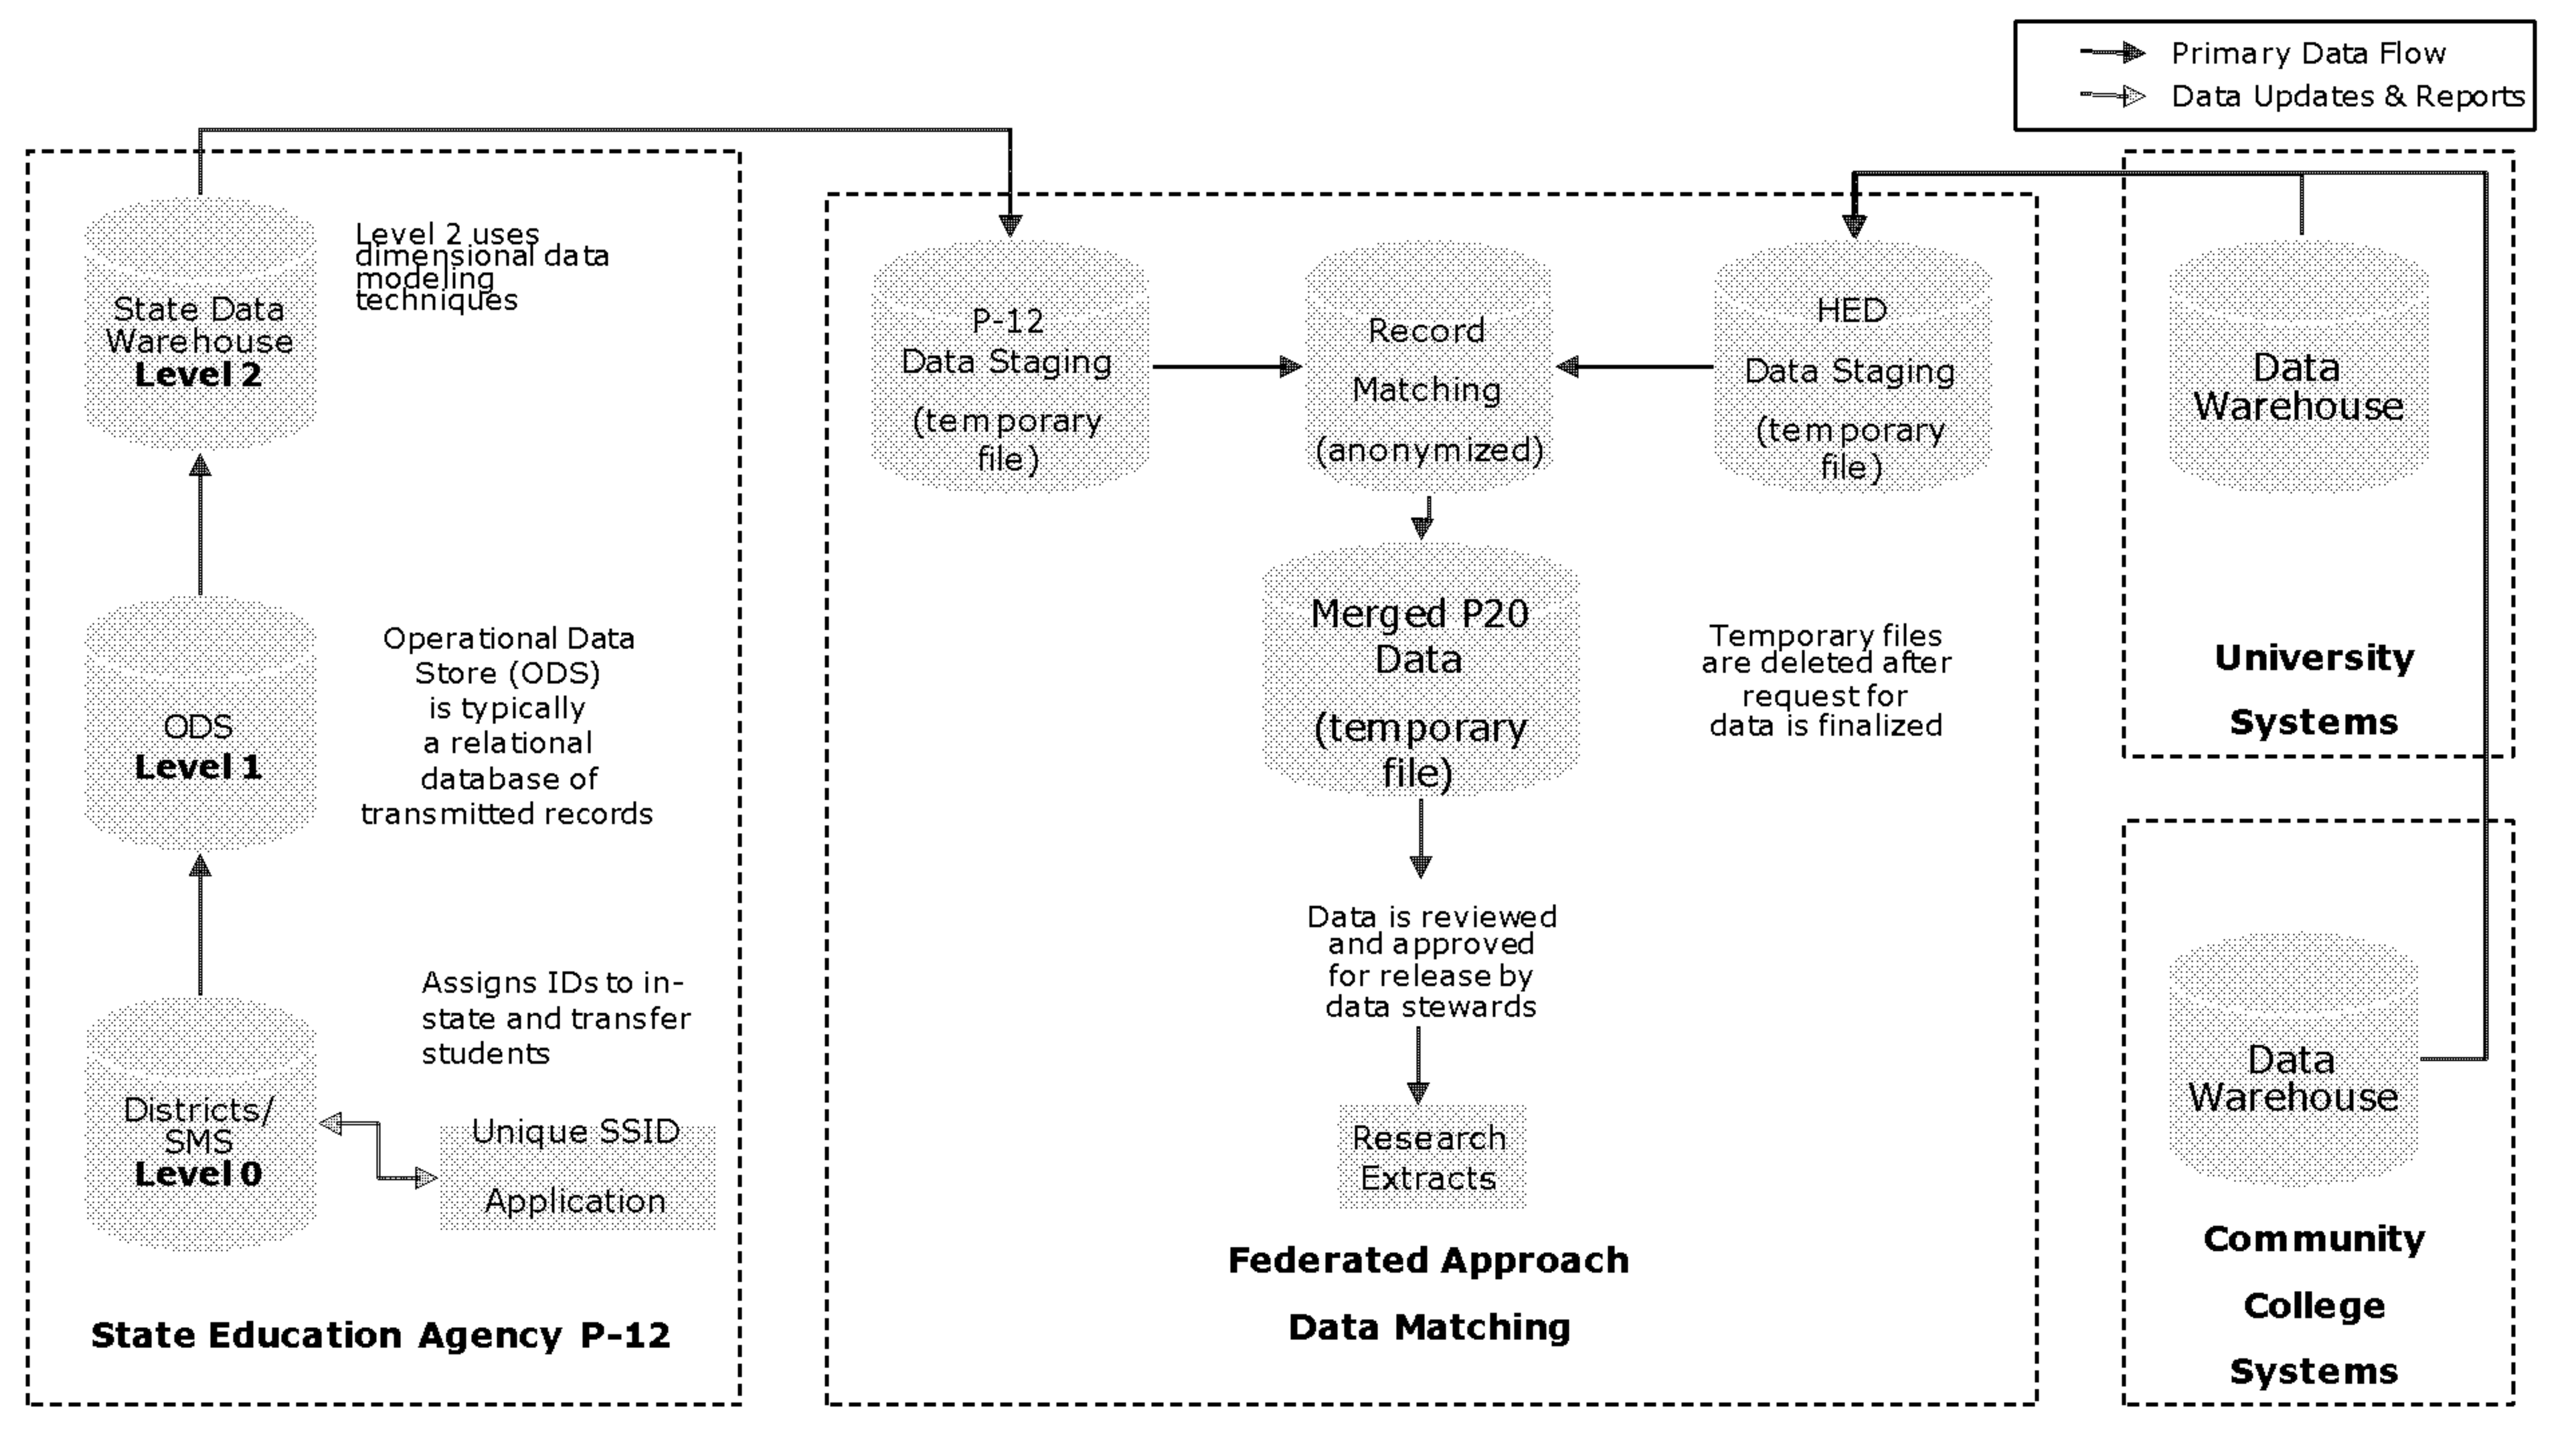 Primary Data Flow
Data Updates & Reports
State Data
Warehouse
Level 2
Level 2 uses
dimensional data
modeling
techniques
ODS
Level 1
Operational Data
Store (ODS)
is typically
a relational
database of
transmitted records
Districts/
SMS
Level 0
Assigns IDs to in-
state and transfer
students
Unique SSID
Application
State Education Agency P-12
P-12
Data Staging
(temporary
file)
Record
Matching
(anonymized)
HED
Data Staging
(temporary
file)
Merged P20
Data
(temporary
file)
Temporary files
are deleted after
request for
data is finalized
Data is reviewed
and approved
for release by
data stewards
Research
Extracts
Federated Approach
Data Matching
Data
Warehouse
University
Systems
Data
Warehouse
Community
College
Systems